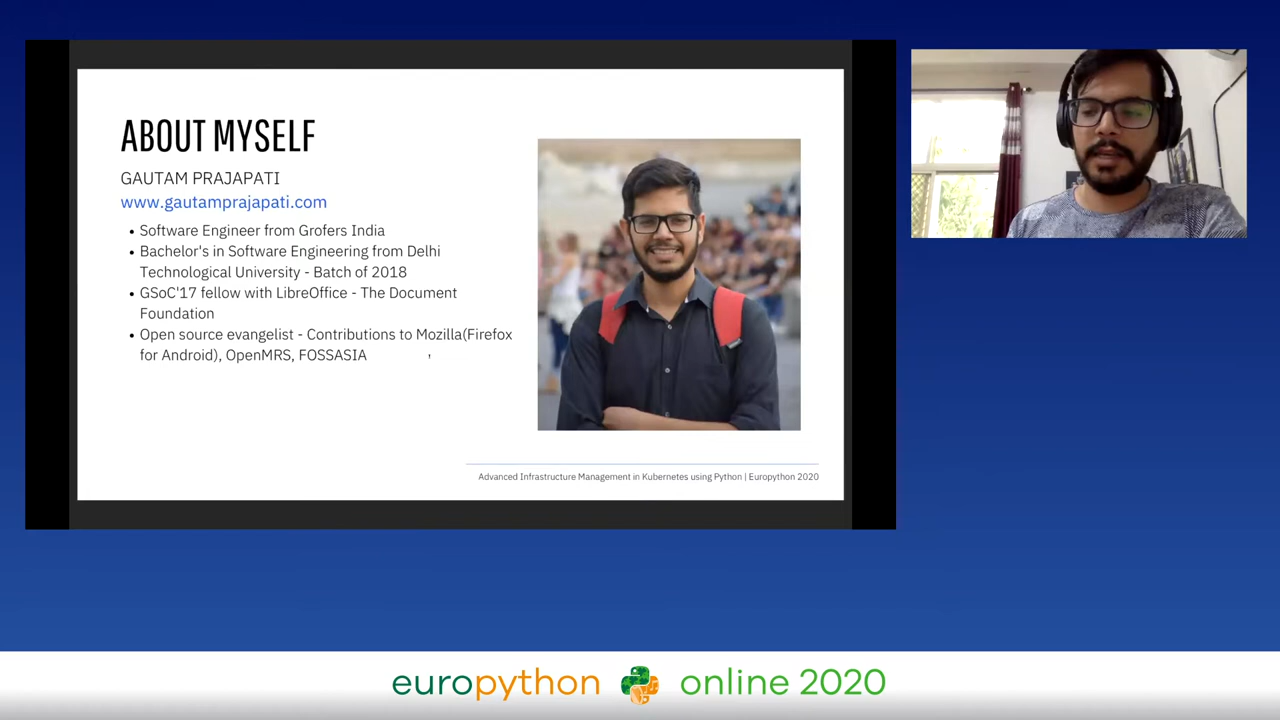 ABOUT MYSELF
GAUTAM PRAJAPATI
www.gautamprajapati.com
• Software Engineer from Grofers India
• Bachelor's in Software Engineering from Delhi
Technological University - Batch of 2018
• GSoC'17 fellow with LibreOffice - The Document
Foundation
• Open source evangelist - Contributions to Mozilla(Firefox
for Android), OpenMRS, FOSSASIA
Advanced Infrastructure Management in Kubernetes using Python | Europython 2020
europython online 2020